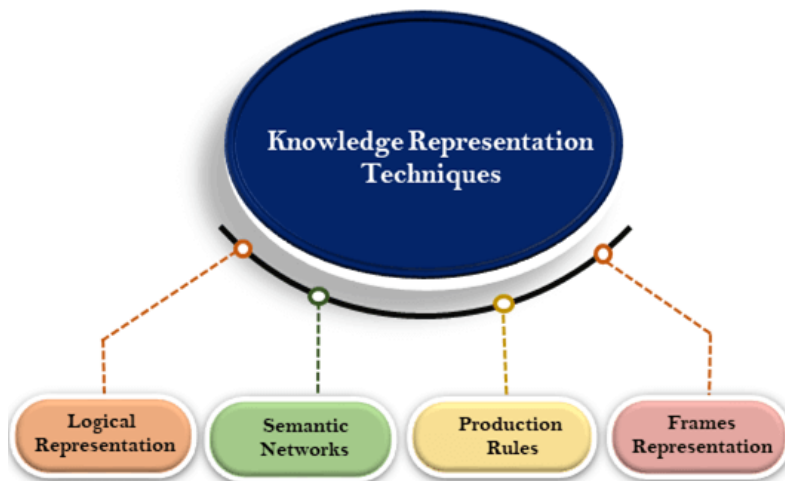 Knowledge Representation
Techniques
Logical
Representation
Semantic
Networks
Production
Rules
Frames
Representation